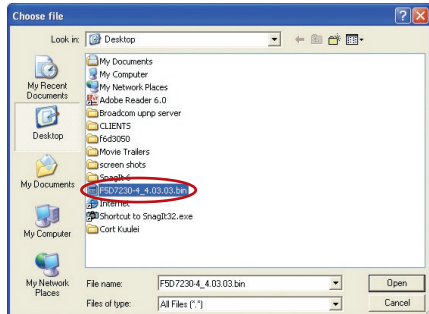 Choose file
Look in:
Desktop
My Recent
Documents
Desktop
My Documents
My Computer
My Network
Places
My Documents
My Computer
My Network Places
Adobe Reader 6.0
Broadcom upnp server
CLIENTS
f6d3050
Movie Trailers
screen shots
SnagIt 6
F5D7230-4_4.03.03.bin
Internet
Shortcut to SnagIt32.exe
Cort Kuulei
File name:
F5D7230-4_4.03.03.bin
Open
Files of type:
All Files (*.*)
Cancel